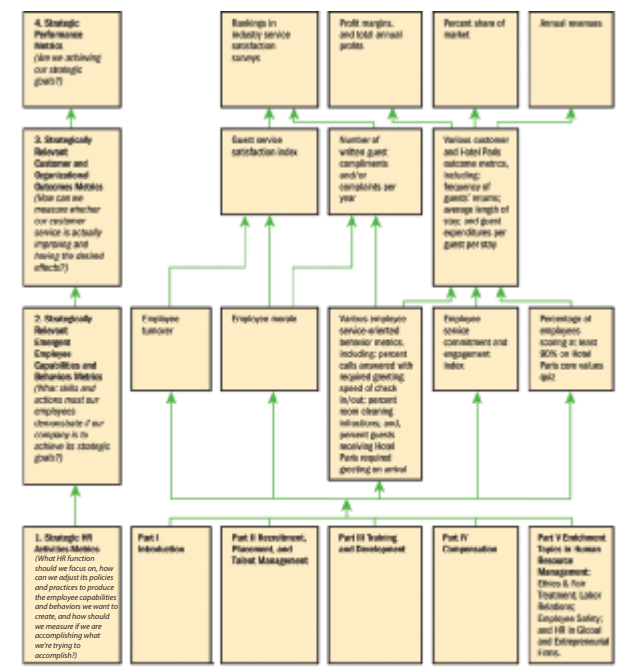 4. Strategic
Performance
Metrics
(Are we achieving
our strategic
goals?)
Rankings in
industry service
satisfaction
surveys
Profit margins,
and total annual
profits
Percent share of
market
Annual revenues
3. Strategically
Relevant
Customer and
Organizational
Outcomes Metrics
(How can we
measure whether
our customer
service is actually
improving and
having the desired
effects?)
Guest service
satisfaction index
Number of
written guest
compliments
and/or
complaints per
year
Various customer
and Hotel Paris
outcome metrics,
including:
frequency of
guests' returns;
average length of
stay; and guest
expenditures per
guest per stay
2. Strategically
Relevant
Emergent
Employee
Capabilities and
Behaviors Metrics
(What skills and
actions must our
employees
demonstrate if our
company is to
achieve its strategic
goals?)
Employee
turnover
Employee morale
Various employee
service-oriented
behavior metrics,
including: percent
calls answered with
required greeting;
speed of check
in/out; percent
room cleaning
infractions; and,
percent guests
receiving Hotel
Paris required
greeting on arrival
Employee
service
commitment and
engagement
index
Percentage of
employees
scoring at least
90% on Hotel
Paris core values
quiz
1. Strategic HR
Activities Metrics
(What HR function
should we focus on, how
can we adjust its policies
and practices to produce
the employee capabilities
and behaviors we want to
create, and how should
we measure if we are
accomplishing what
we're trying to
accomplish?)
Part I
Introduction
Part II Recruitment,
Placement, and
Talent Management
Part III Training
and Development
Part IV
Compensation
Part V Enrichment
Topics in Human
Resource
Management:
Ethics & Fair
Treatment; Labor
Relations;
Employee Safety;
and HR in Global
and Entrepreneurial
Firms.